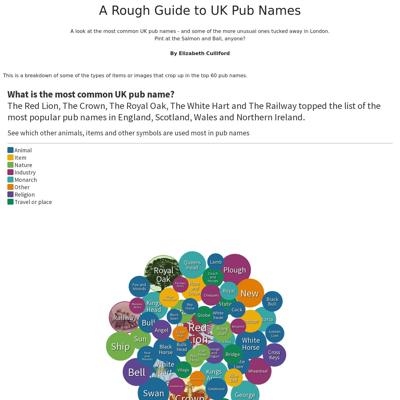 A Rough Guide to UK Pub Names
A look at the most common UK pub names - and some of the more unusual ones tucked away in London.
Pint at the Salmon and Ball, anyone?
By Elizabeth Culliford
This is a breakdown of some of the types of items or images that crop up in the top 60 pub names.
What is the most common UK pub name?
The Red Lion, The Crown, The Royal Oak, The White Hart and The Railway topped the list of the
most popular pub names in England, Scotland, Wales and Northern Ireland.
See which other animals, items and other symbols are used most in pub names
Animal
Item
Nature
Industry
Monarch
Other
Religion
Travel or place
Queens Head
Lamb
Plough
Royal Oak
Royal
New
Black Bull
Kings Head
State
Cock
Railway
Globe
Bull
Angel
Red Lion
Sun
Ship
Black Horse
White Horse
Cross Keys
Bridge
Bell
White Hart
Kings
Wheatsheaf
Swan
Crown
George